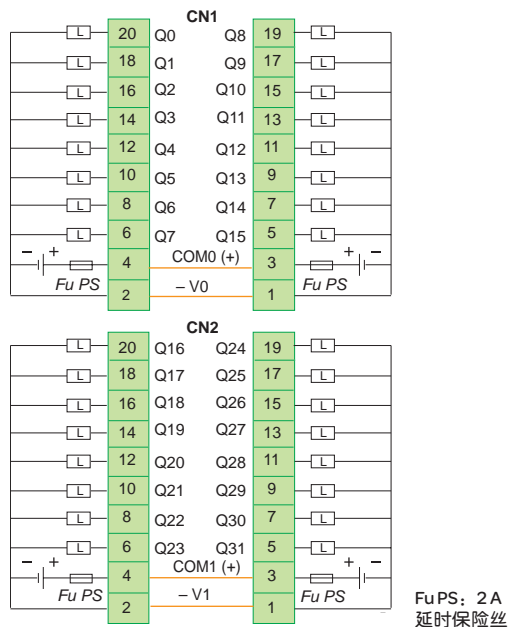 CN1
L 20 Q0 Q8 19 L
L 18 Q1 Q9 17 L
L 16 Q2 Q10 15 L
L 14 Q3 Q11 13 L
L 12 Q4 Q12 11 L
L 10 Q5 Q13 9 L
L 8 Q6 Q14 7 L
L 6 Q7 Q15 5 L
– + 4 COM0 (+) 3 + –
Fu PS Fu PS
2 – V0 1
CN2
L 20 Q16 Q24 19 L
L 18 Q17 Q25 17 L
L 16 Q18 Q26 15 L
L 14 Q19 Q27 13 L
L 12 Q20 Q28 11 L
L 10 Q21 Q29 9 L
L 8 Q22 Q30 7 L
L 6 Q23 Q31 5 L
– + 4 COM1 (+) 3 + –
Fu PS Fu PS
2 – V1 1
Fu PS：2 A
延时保险丝